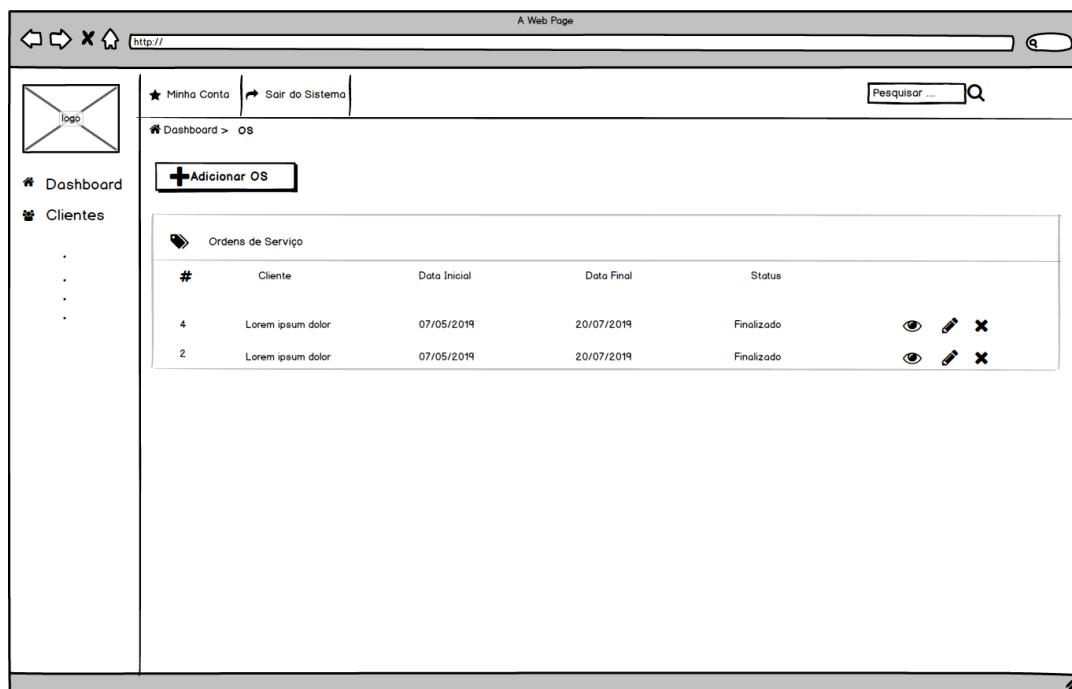 A Web Page
http://
Minha Conta Sair do Sistema Pesquisar ...
logo
Dashboard > OS
Adicionar OS
Dashboard
Clientes
Ordens de Serviço
# Cliente Data Inicial Data Final Status
4 Lorem ipsum dolor 07/05/2019 20/07/2019 Finalizado
2 Lorem ipsum dolor 07/05/2019 20/07/2019 Finalizado